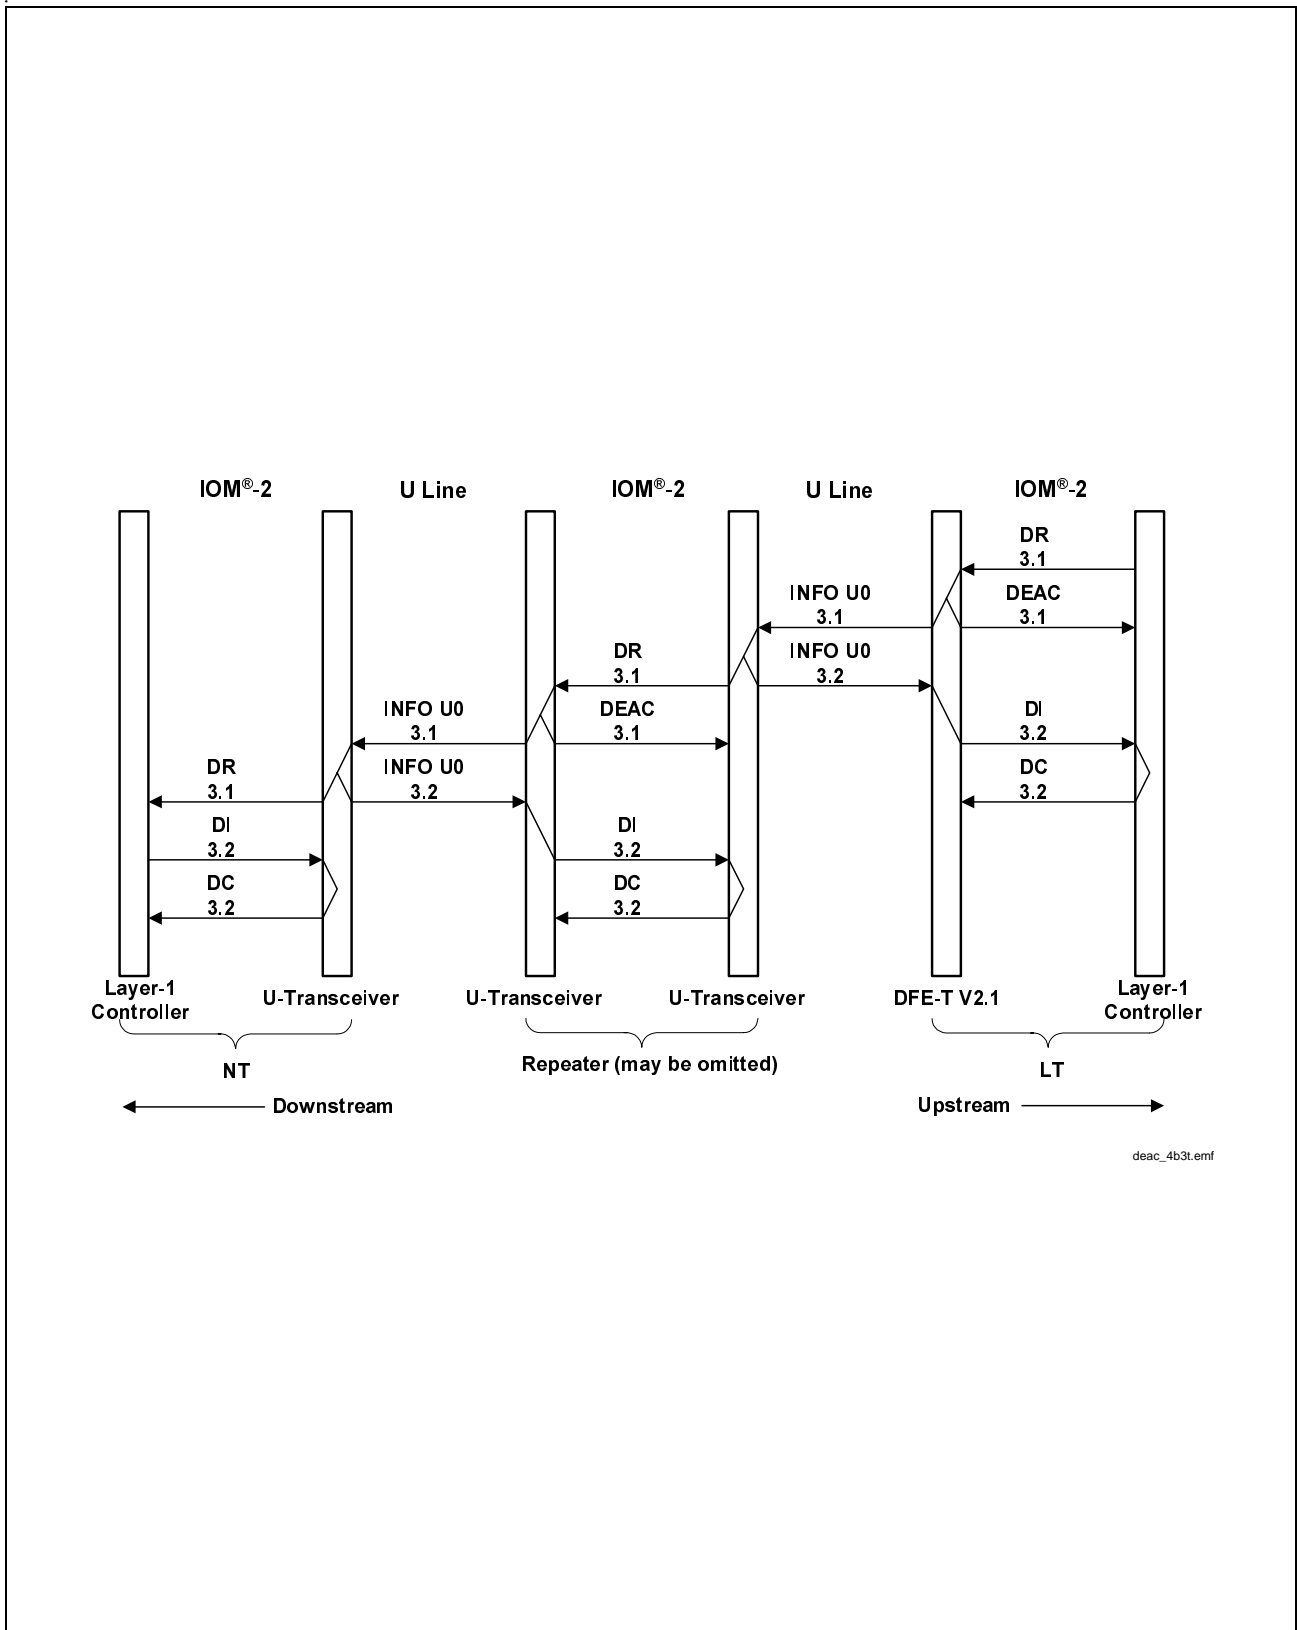 IOM®-2 U Line IOM®-2 U Line IOM®-2
DR
3.1
INFO U0 DEAC
3.1 3.1
DR INFO U0
3.1 3.2
INFO U0 DEAC DI
3.1 3.1 3.2
DR INFO U0 DC
3.1 3.2 3.2
DI DI
3.2 3.2
DC DC
3.2 3.2
Layer-1
Controller
U-Transceiver
U-Transceiver
U-Transceiver
DFE-T V2.1
Layer-1
Controller
NT
Repeater (may be omitted)
LT
Downstream
Upstream
deac_4b3t.emf